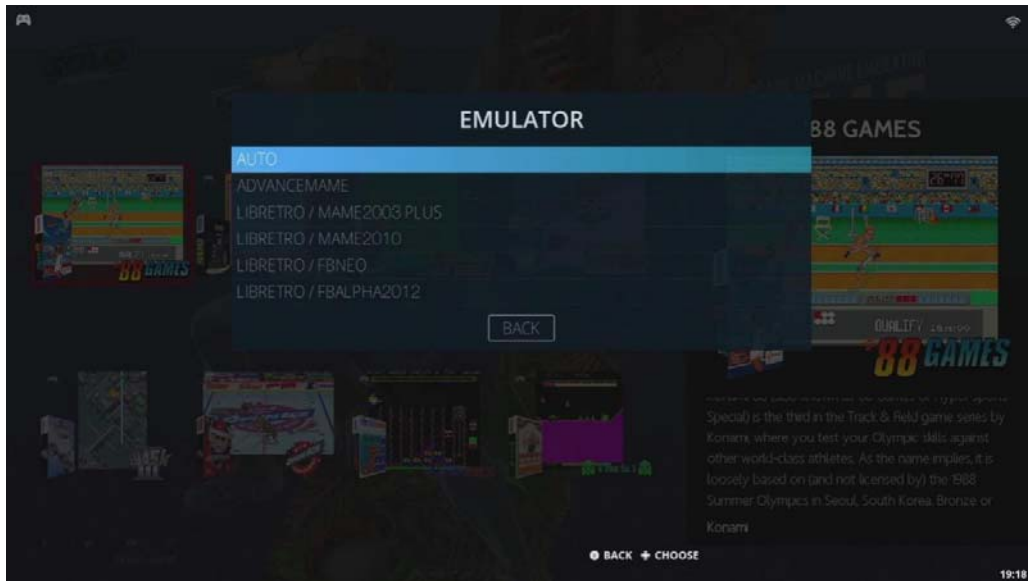 EMULATOR
AUTO
ADVANCEMAME
LIBRETRO / MAME2003 PLUS
LIBRETRO / MAME2010
LIBRETRO / FBNEO
LIBRETRO / FBALPHA2012
BACK
88 GAMES
QUALIFY
88 GAMES
88 GAMES
Special) is the third in the Track & Field game series by
Konami, where you test your Olympic skills against
other world-class athletes. As the name implies, it is
loosely based on (and not licensed by) the 1988
Summer Olympics in Seoul, South Korea. Bronze or
Konami
BACK CHOOSE
19:18